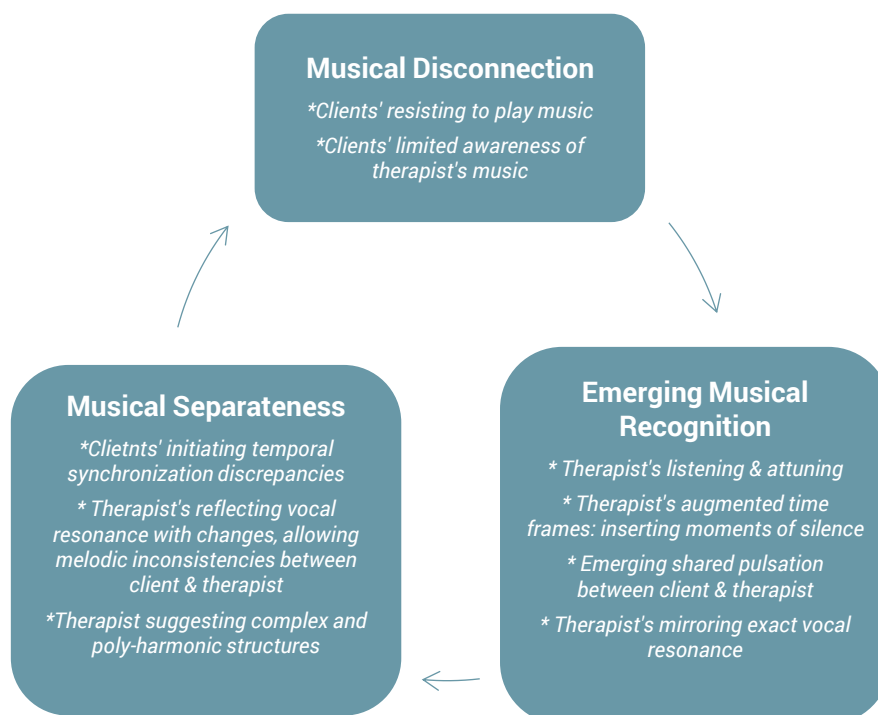 Musical Disconnection
*Clients' resisting to play music
*Clients' limited awareness of
therapist's music
Musical Separateness
*Clietnts' initiating temporal
synchronization discrepancies
* Therapist's reflecting vocal
resonance with changes, allowing
melodic inconsistencies between
client & therapist
*Therapist suggesting complex and
poly-harmonic structures
Emerging Musical
Recognition
* Therapist's listening & attuning
* Therapist's augmented time
frames: inserting moments of silence
* Emerging shared pulsation
between client & therapist
* Therapist's mirroring exact vocal
resonance